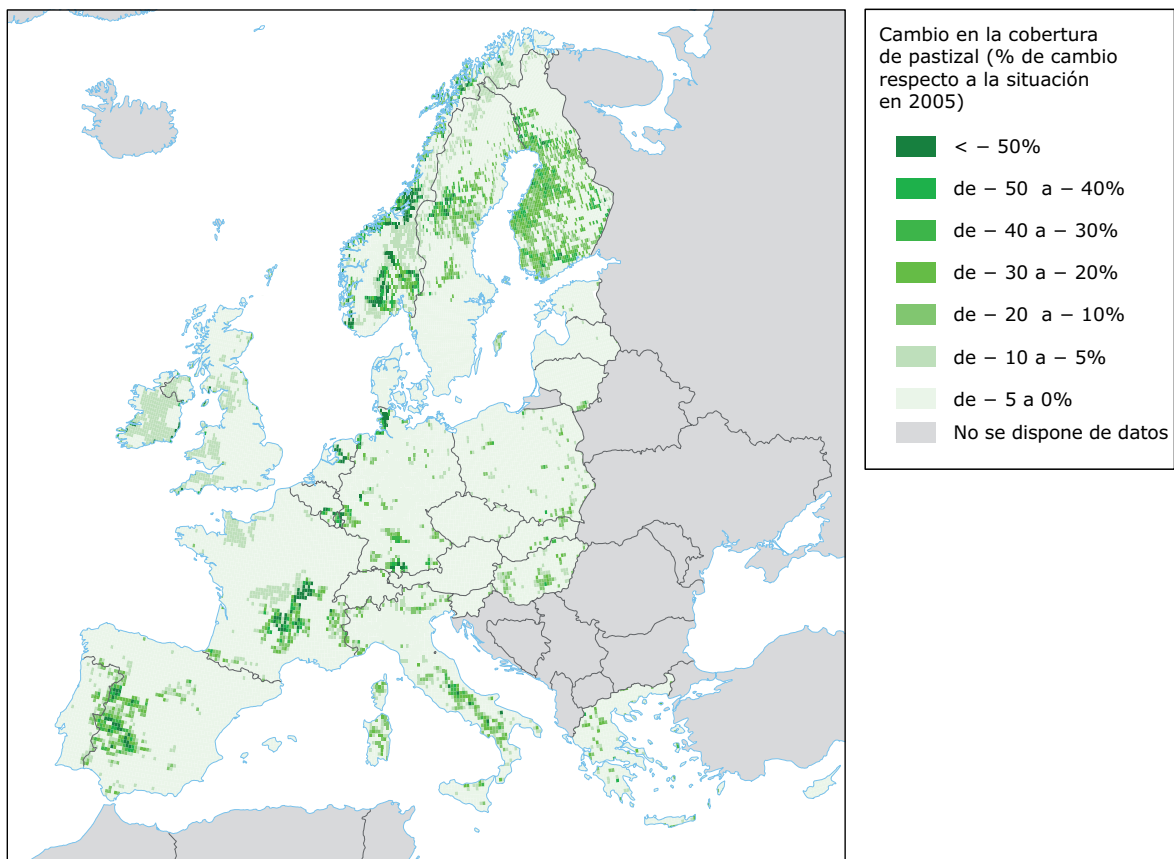 Cambio en la cobertura
de pastizal (% de cambio
respecto a la situación
en 2005)
< − 50%
de − 50 a − 40%
de − 40 a − 30%
de − 30 a − 20%
de − 20 a − 10%
de − 10 a − 5%
de − 5 a 0%
No se dispone de datos